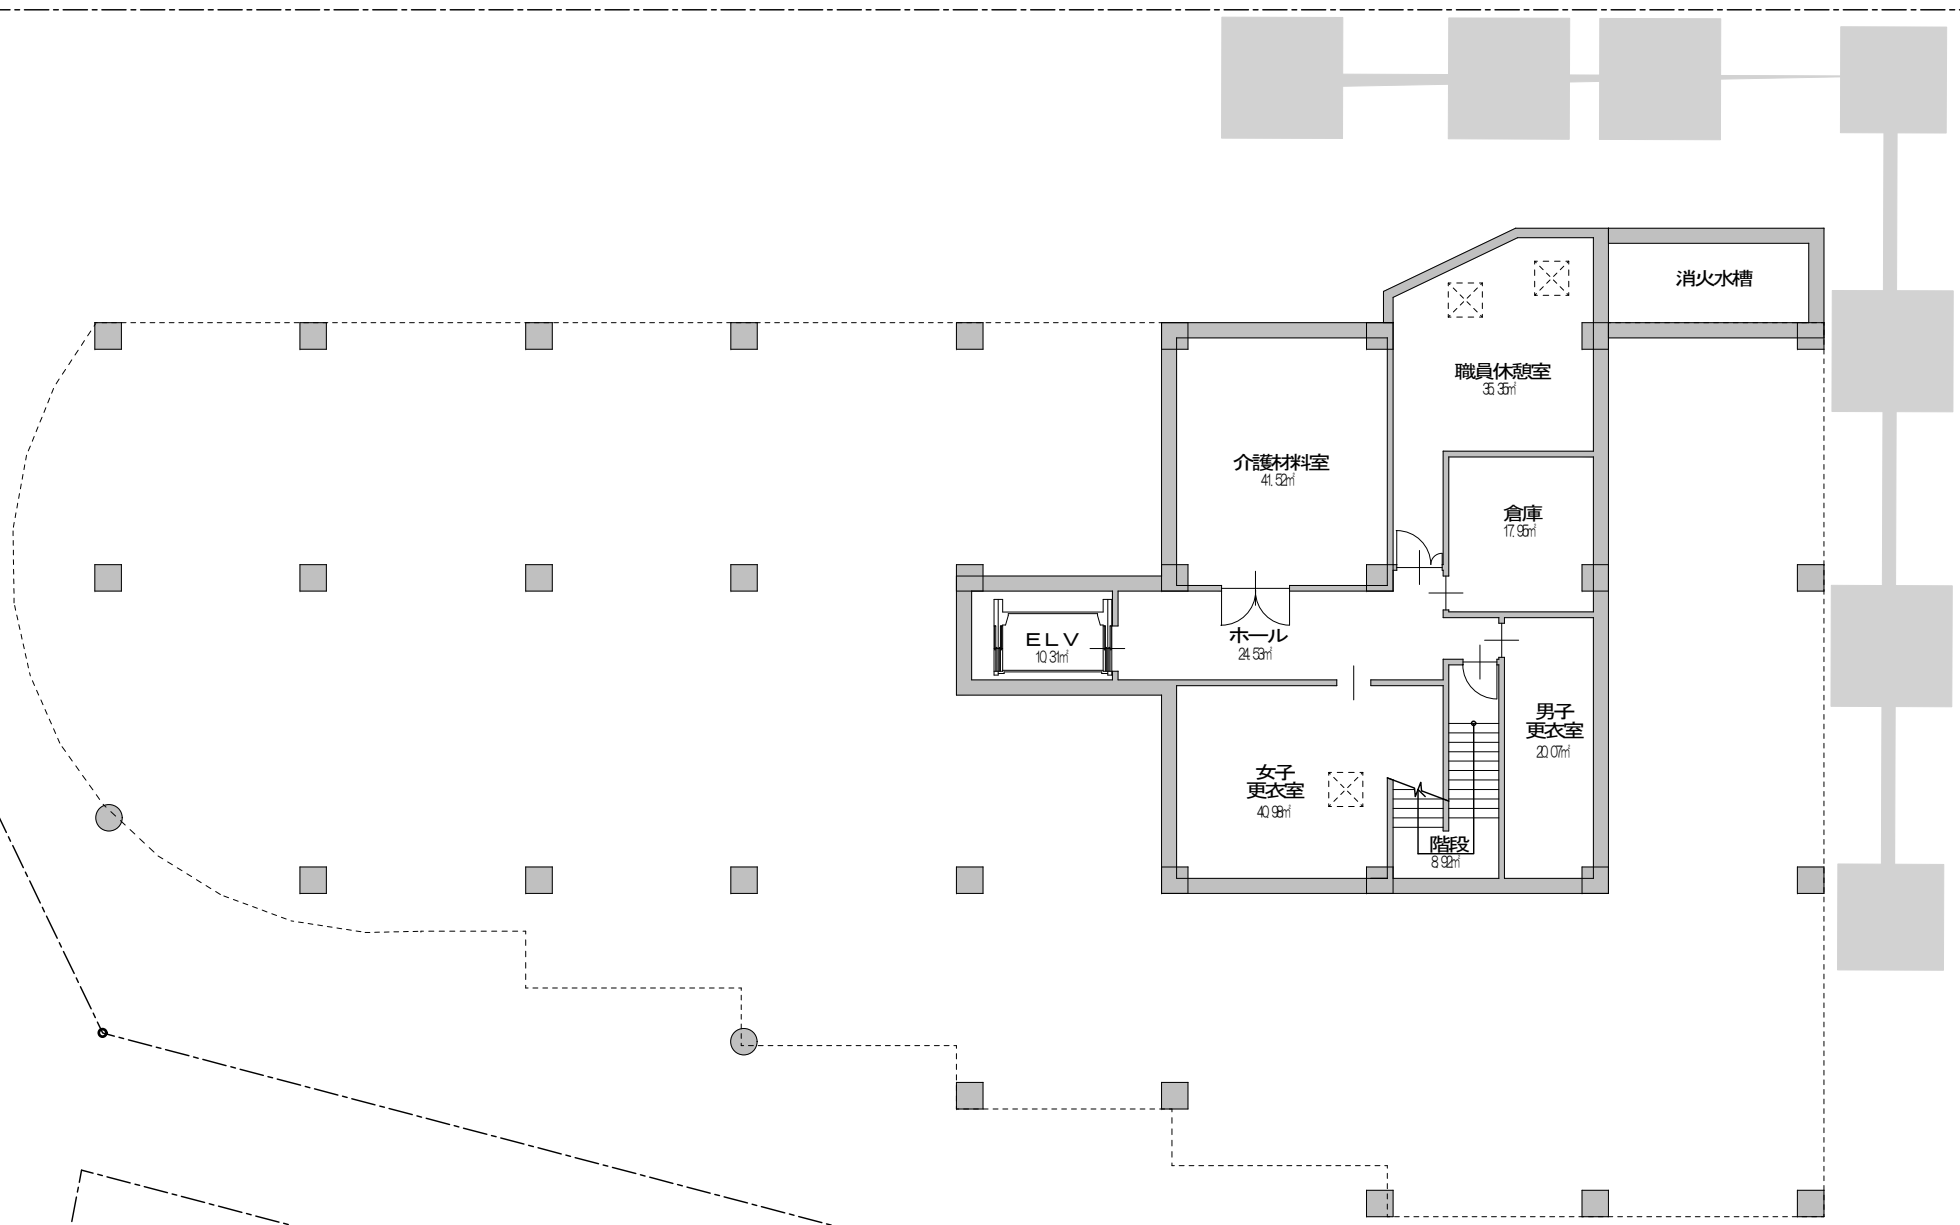 消火水槽
職員休憩室
35.35㎡
介護材料室
41.52㎡
倉庫
17.95㎡
ELV
10.31㎡
ホール
24.53㎡
男子
更衣室
20.07㎡
女子
更衣室
40.98㎡
階段
8.92㎡